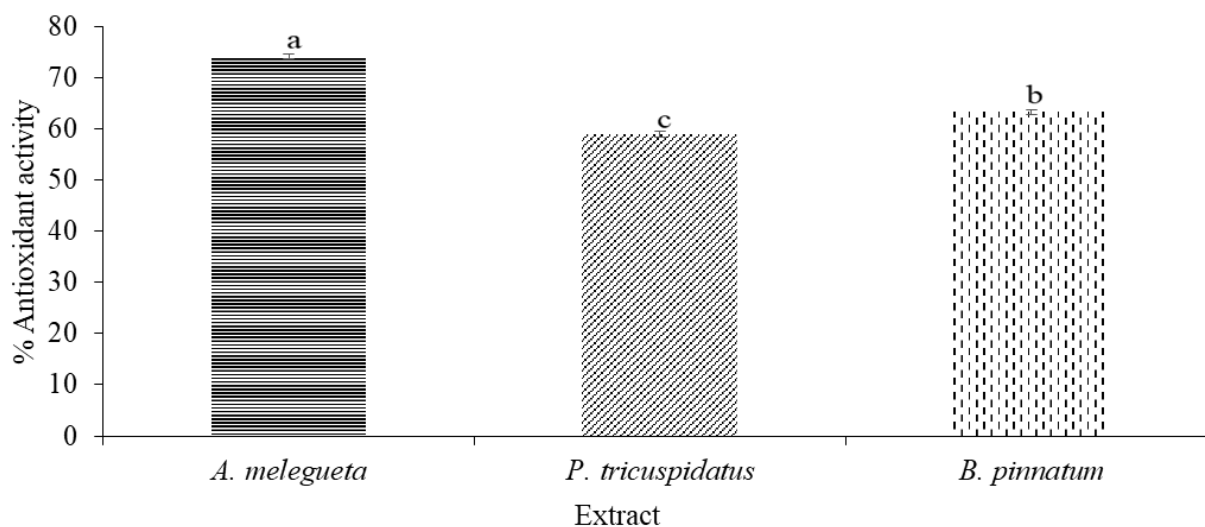 % Antioxidant activity
80
70
60
50
40
30
20
10
0
a
c
b
A. melegueta
P. tricuspidatus
B. pinnatum
Extract